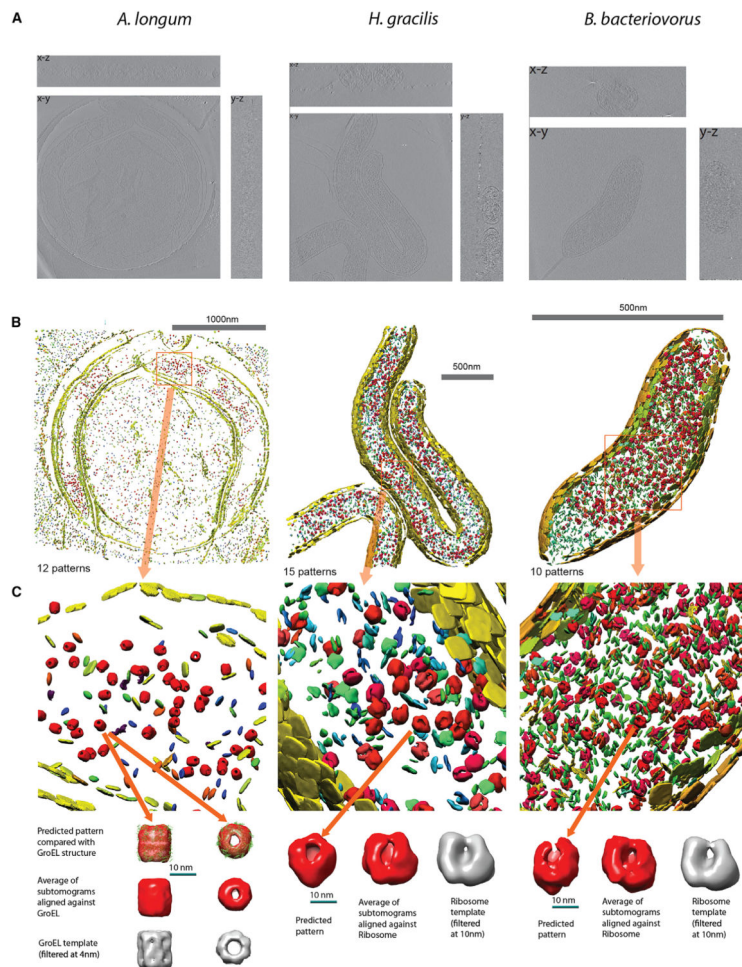 A
A. longum
H. gracilis
B. bacteriovorus
x-z
x-y
y-z
x-z
x-y
y-z
x-z
x-y
y-z
B
1000nm
500nm
500nm
12 patterns
15 patterns
10 patterns
C
Predicted pattern
compared with
GroEL structure
10 nm
Average of
subtomograms
aligned against
GroEL
GroEL template
(filtered at 4nm)
10 nm
Predicted
pattern
Average of
subtomograms
aligned against
Ribosome
Ribosome
template
(filtered
at 10nm)
10 nm
Predicted
pattern
Average of
subtomograms
aligned against
Ribosome
Ribosome
template
(filtered
at 10nm)